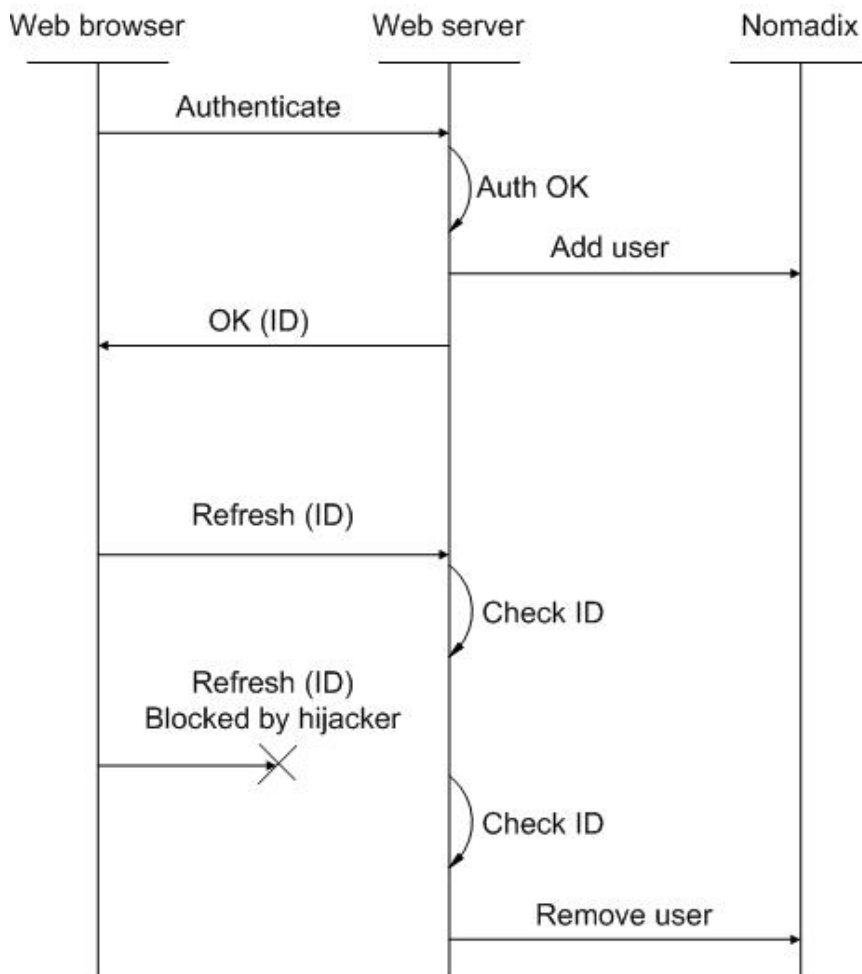 Web browser
Web server
Nomadix
Authenticate
Auth OK
Add user
OK (ID)
Refresh (ID)
Check ID
Refresh (ID)
Blocked by hijacker
Check ID
Remove user